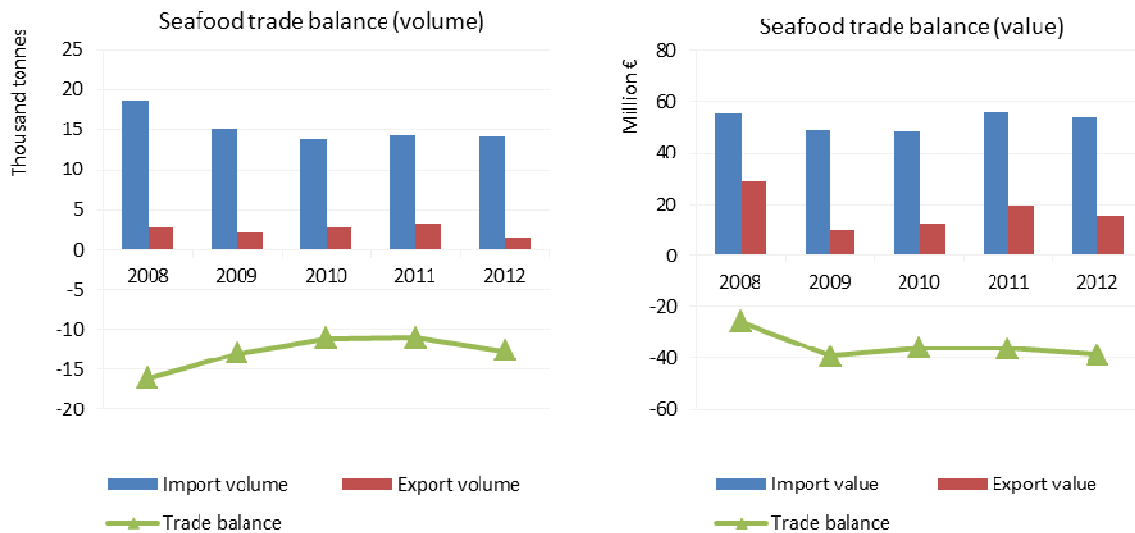 Seafood trade balance (volume)
Thousand tonnes
25
20
15
10
5
0
2008 2009 2010 2011 2012
-5
-10
-15
-20
Import volume Export volume
Trade balance
Seafood trade balance (value)
Million €
80
60
40
20
0
2008 2009 2010 2011 2012
-20
-40
-60
Import value Export value
Trade balance